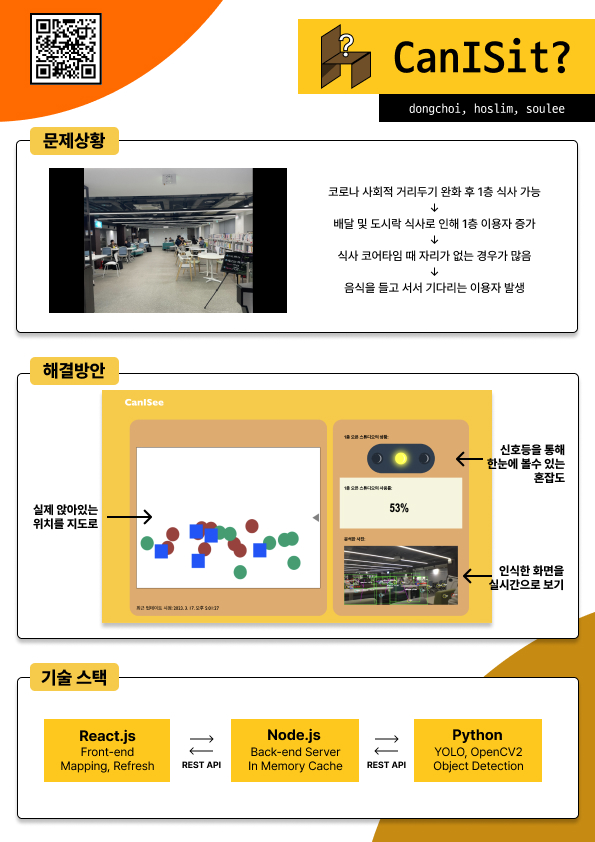 ?
CanISit?
dongchoi, hoslim, soulee
문제상황
코로나 사회적 거리두기 완화 후 1층 식사 가능
↓
배달 및 도시락 식사로 인해 1층 이용자 증가
↓
식사 코어타임 때 자리가 없는 경우가 많음
↓
음식을 들고 서서 기다리는 이용자 발생
해결방안
CanISee
실제 앉아있는
위치를 지도로
1층 오픈 스튜디오의 상황:
신호등을 통해
한눈에 볼수 있는
혼잡도
1층 오픈 스튜디오의 사용률:
53%
분석된 사진:
인식한 화면을
실시간으로 보기
최근 업데이트 시점:
기술 스택
React.js
Front-end
Mapping, Refresh
REST API
Node.js
Back-end Server
In Memory Cache
REST API
Python
YOLO, OpenCV2
Object Detection